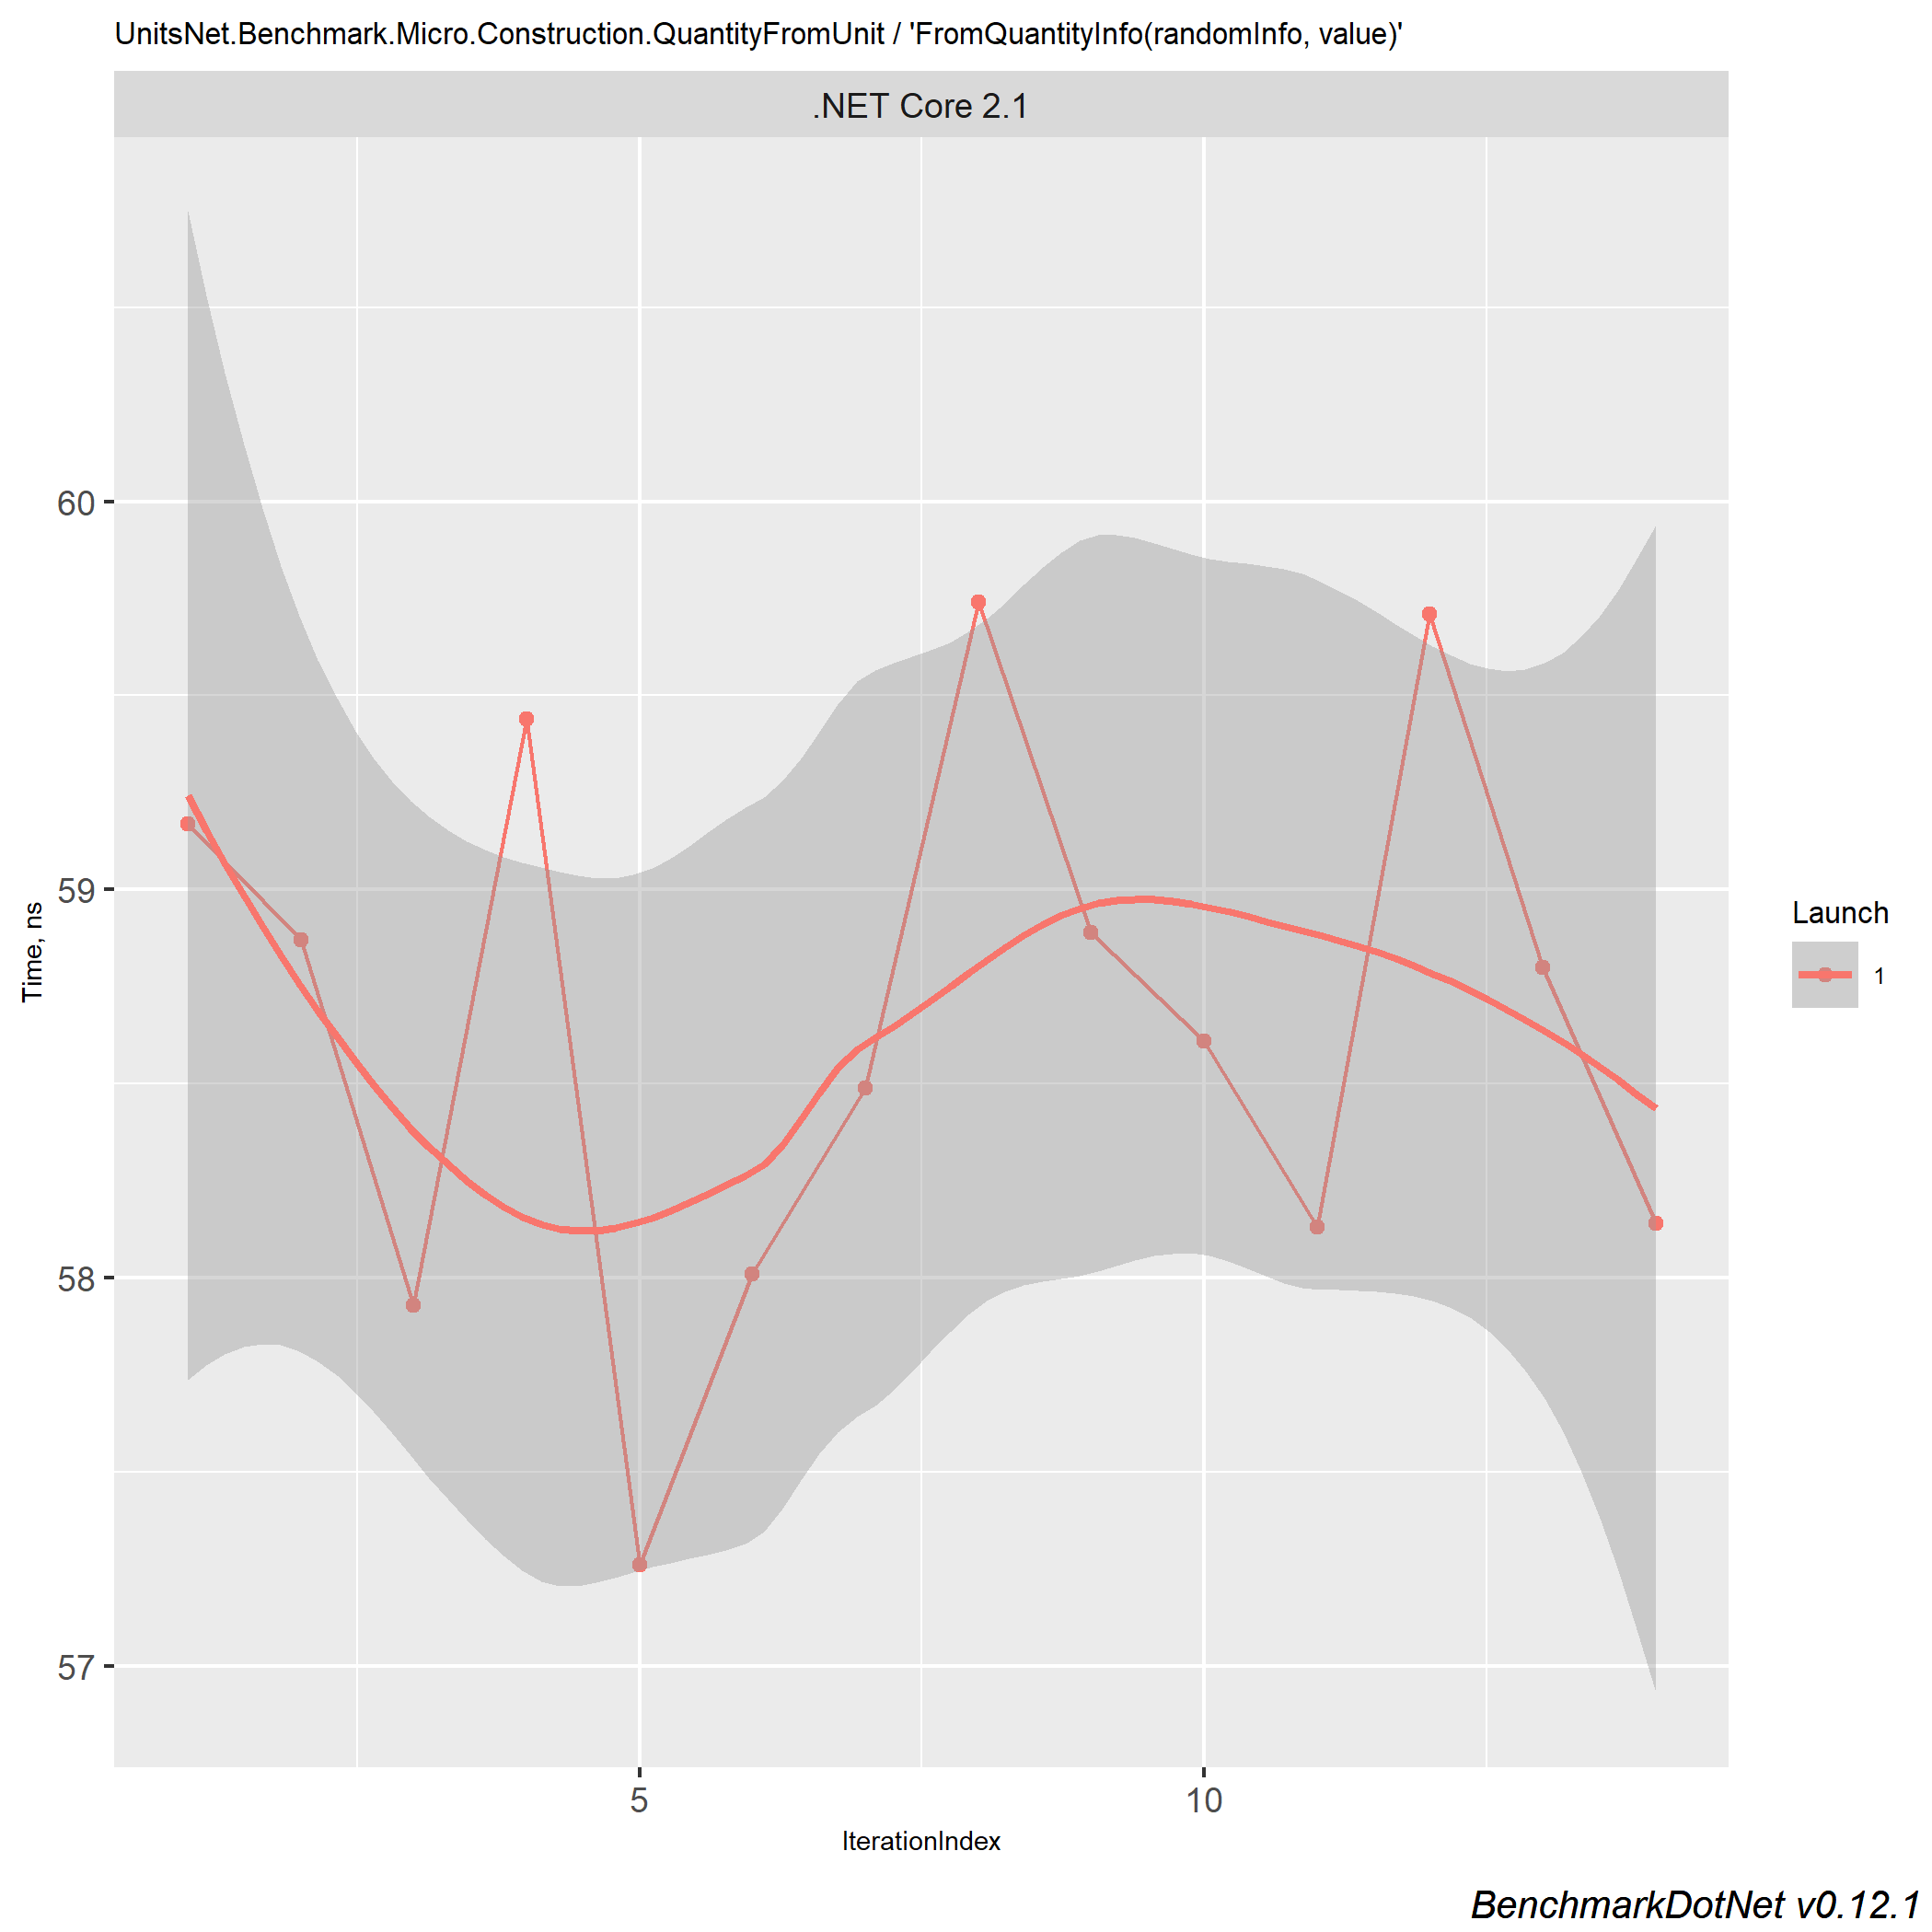 UnitsNet.Benchmark.Micro.Construction.QuantityFromUnit / 'FromQuantityInfo(randomInfo, value)'
.NET Core 2.1
60
59
58
57
Time, ns
5
10
IterationIndex
Launch
1
BenchmarkDotNet v0.12.1